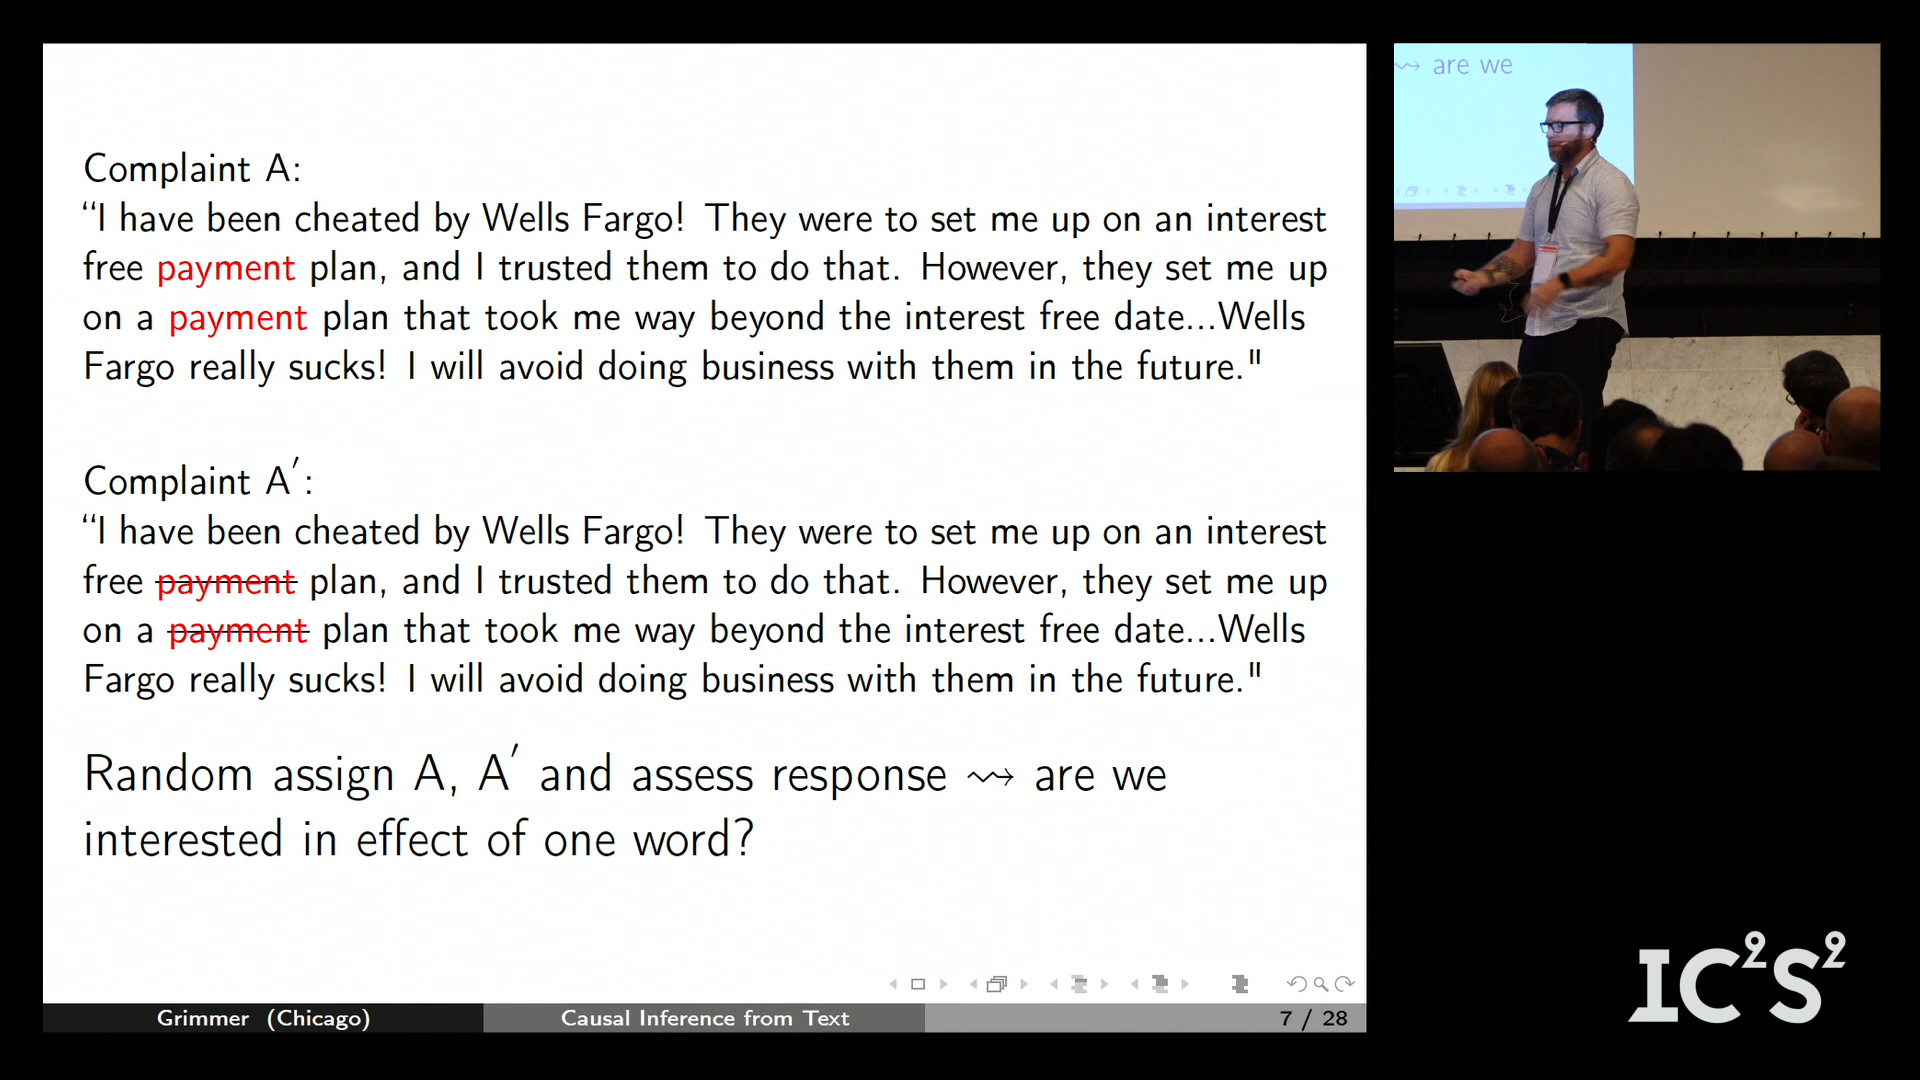 Complaint A:
“I have been cheated by Wells Fargo! They were to set me up on an interest
free payment plan, and I trusted them to do that. However, they set me up
on a payment plan that took me way beyond the interest free date...Wells
Fargo really sucks! I will avoid doing business with them in the future."
Complaint A′:
“I have been cheated by Wells Fargo! They were to set me up on an interest
free payment plan, and I trusted them to do that. However, they set me up
on a payment plan that took me way beyond the interest free date...Wells
Fargo really sucks! I will avoid doing business with them in the future."
Random assign A, A′ and assess response ⇝ are we
interested in effect of one word?
Grimmer (Chicago) Causal Inference from Text 7 / 28
⇝ are we
IC²S²